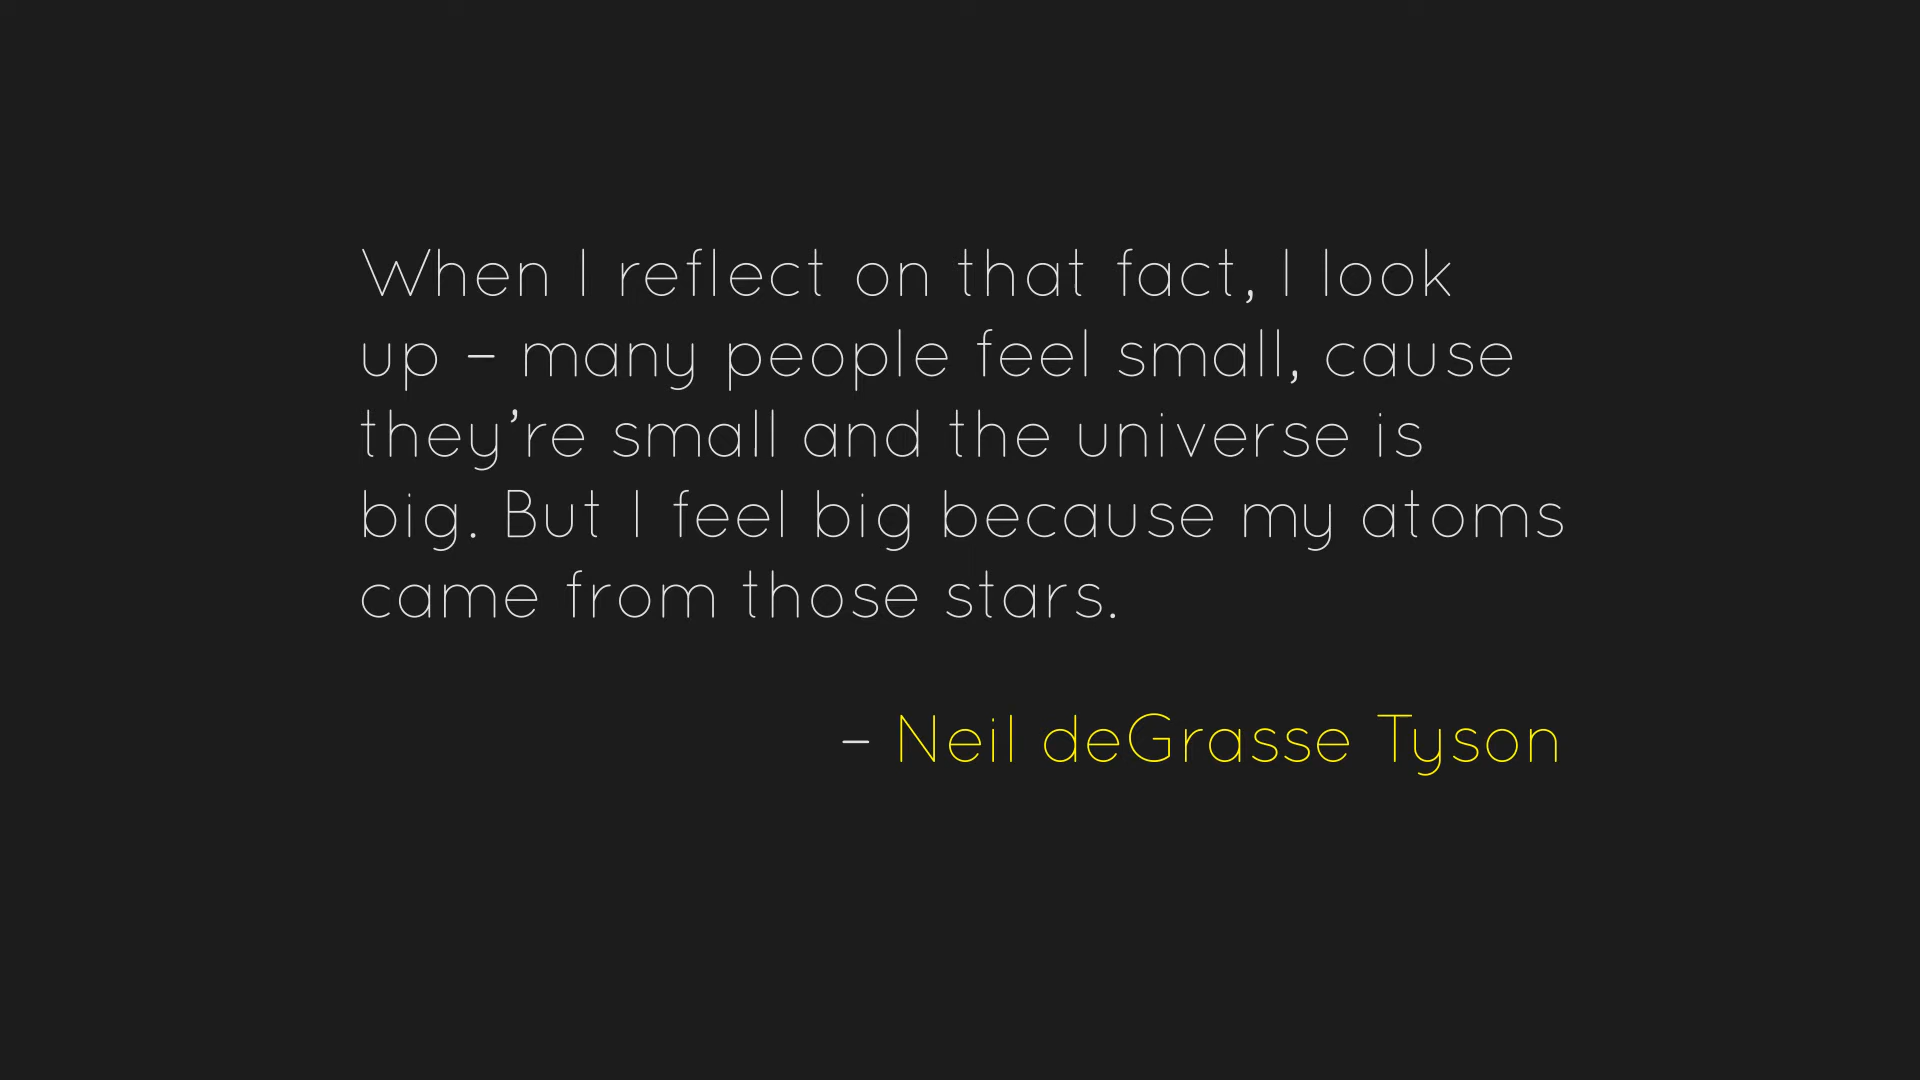 When I reflect on that fact, I look
up – many people feel small, cause
they’re small and the universe is
big. But I feel big because my atoms
came from those stars.
– Neil deGrasse Tyson